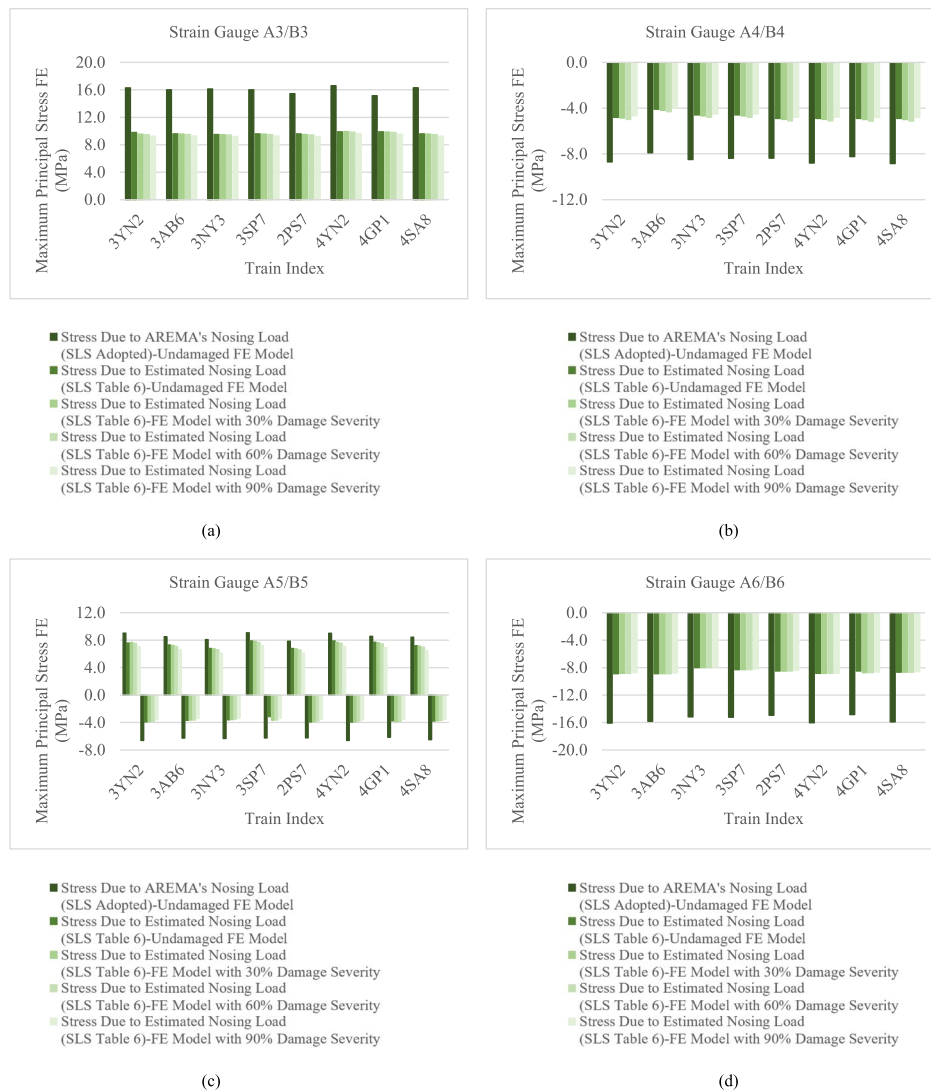 Strain Gauge A3/B3
Maximum Principal Stress FE
(MPa)
20.0
16.0
12.0
8.0
4.0
0.0
3YN2
3AB6
3NY3
3SP7
2PS7
4YN2
4GP1
4SA8
Train Index
Stress Due to AREMA's Nosing Load
(SLS Adopted)-Undamaged FE Model
Stress Due to Estimated Nosing Load
(SLS Table 6)-Undamaged FE Model
Stress Due to Estimated Nosing Load
(SLS Table 6)-FE Model with 30% Damage Severity
Stress Due to Estimated Nosing Load
(SLS Table 6)-FE Model with 60% Damage Severity
Stress Due to Estimated Nosing Load
(SLS Table 6)-FE Model with 90% Damage Severity
(a)
Strain Gauge A4/B4
Maximum Principal Stress FE
(MPa)
0.0
-4.0
-8.0
-12.0
3YN2
3AB6
3NY3
3SP7
2PS7
4YN2
4GP1
4SA8
Train Index
Stress Due to AREMA's Nosing Load
(SLS Adopted)-Undamaged FE Model
Stress Due to Estimated Nosing Load
(SLS Table 6)-Undamaged FE Model
Stress Due to Estimated Nosing Load
(SLS Table 6)-FE Model with 30% Damage Severity
Stress Due to Estimated Nosing Load
(SLS Table 6)-FE Model with 60% Damage Severity
Stress Due to Estimated Nosing Load
(SLS Table 6)-FE Model with 90% Damage Severity
(b)
Strain Gauge A5/B5
Maximum Principal Stress FE
(MPa)
12.0
8.0
4.0
0.0
-4.0
-8.0
3YN2
3AB6
3NY3
3SP7
2PS7
4YN2
4GP1
4SA8
Train Index
Stress Due to AREMA's Nosing Load
(SLS Adopted)-Undamaged FE Model
Stress Due to Estimated Nosing Load
(SLS Table 6)-Undamaged FE Model
Stress Due to Estimated Nosing Load
(SLS Table 6)-FE Model with 30% Damage Severity
Stress Due to Estimated Nosing Load
(SLS Table 6)-FE Model with 60% Damage Severity
Stress Due to Estimated Nosing Load
(SLS Table 6)-FE Model with 90% Damage Severity
(c)
Strain Gauge A6/B6
Maximum Principal Stress FE
(MPa)
0.0
-4.0
-8.0
-12.0
-16.0
-20.0
3YN2
3AB6
3NY3
3SP7
2PS7
4YN2
4GP1
4SA8
Train Index
Stress Due to AREMA's Nosing Load
(SLS Adopted)-Undamaged FE Model
Stress Due to Estimated Nosing Load
(SLS Table 6)-Undamaged FE Model
Stress Due to Estimated Nosing Load
(SLS Table 6)-FE Model with 30% Damage Severity
Stress Due to Estimated Nosing Load
(SLS Table 6)-FE Model with 60% Damage Severity
Stress Due to Estimated Nosing Load
(SLS Table 6)-FE Model with 90% Damage Severity
(d)